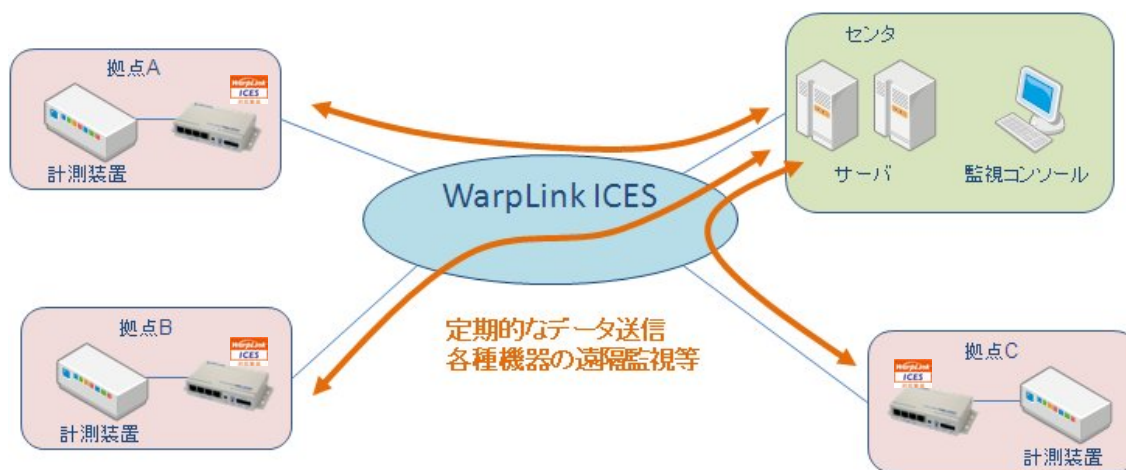 拠点A
WarpLink
ICES
計測装置
センタ
サーバ
監視コンソール
WarpLink ICES
拠点B
WarpLink
ICES
計測装置
定期的なデータ送信
各種機器の遠隔監視等
拠点C
WarpLink
ICES
計測装置